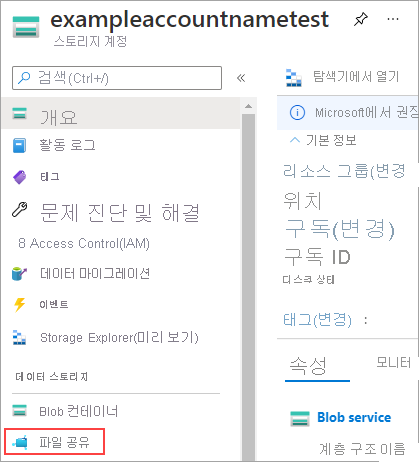 exampleaccountnametest
스토리지 계정
검색(Ctrl+/)
«
개요
활동 로그
태그
문제 진단 및 해결
8 Access Control(IAM)
데이터 마이그레이션
이벤트
Storage Explorer(미리 보기)
데이터 스토리지
Blob 컨테이너
파일 공유
탐색기에서 열기
Microsoft에서 권장
기본 정보
리소스 그룹(변경
위치
구독(변경)
구독 ID
디스크 상태
태그(변경) :
속성
모니터
Blob service
계층 구조 이름